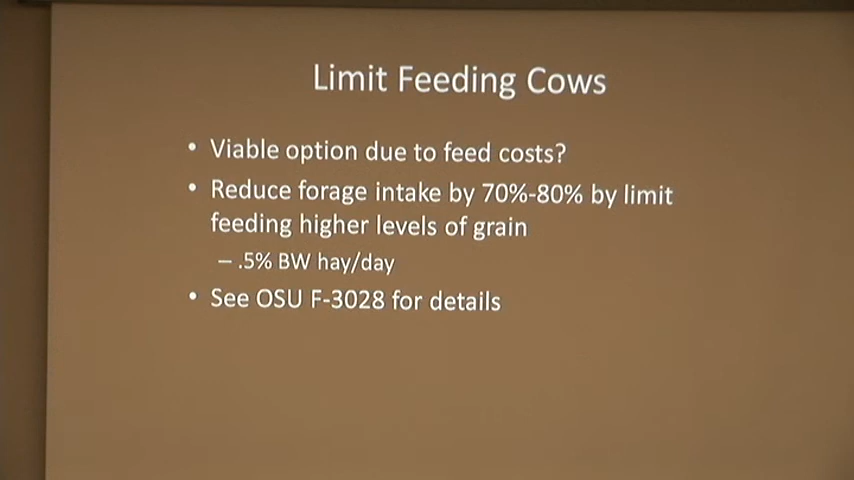 Limit Feeding Cows
• Viable option due to feed costs?
• Reduce forage intake by 70%-80% by limit
feeding higher levels of grain
– .5% BW hay/day
• See OSU F-3028 for details